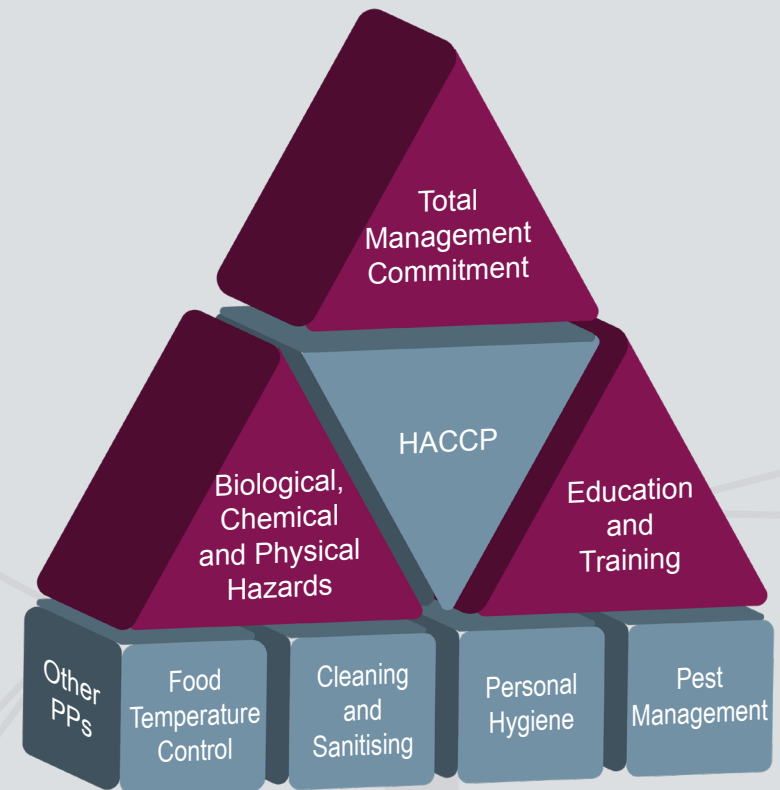 Total
Management
Commitment
HACCP
Biological,
Chemical
and Physical
Hazards
Education
and
Training
Other
PPs
Food
Temperature
Control
Cleaning
and
Sanitising
Personal
Hygiene
Pest
Management